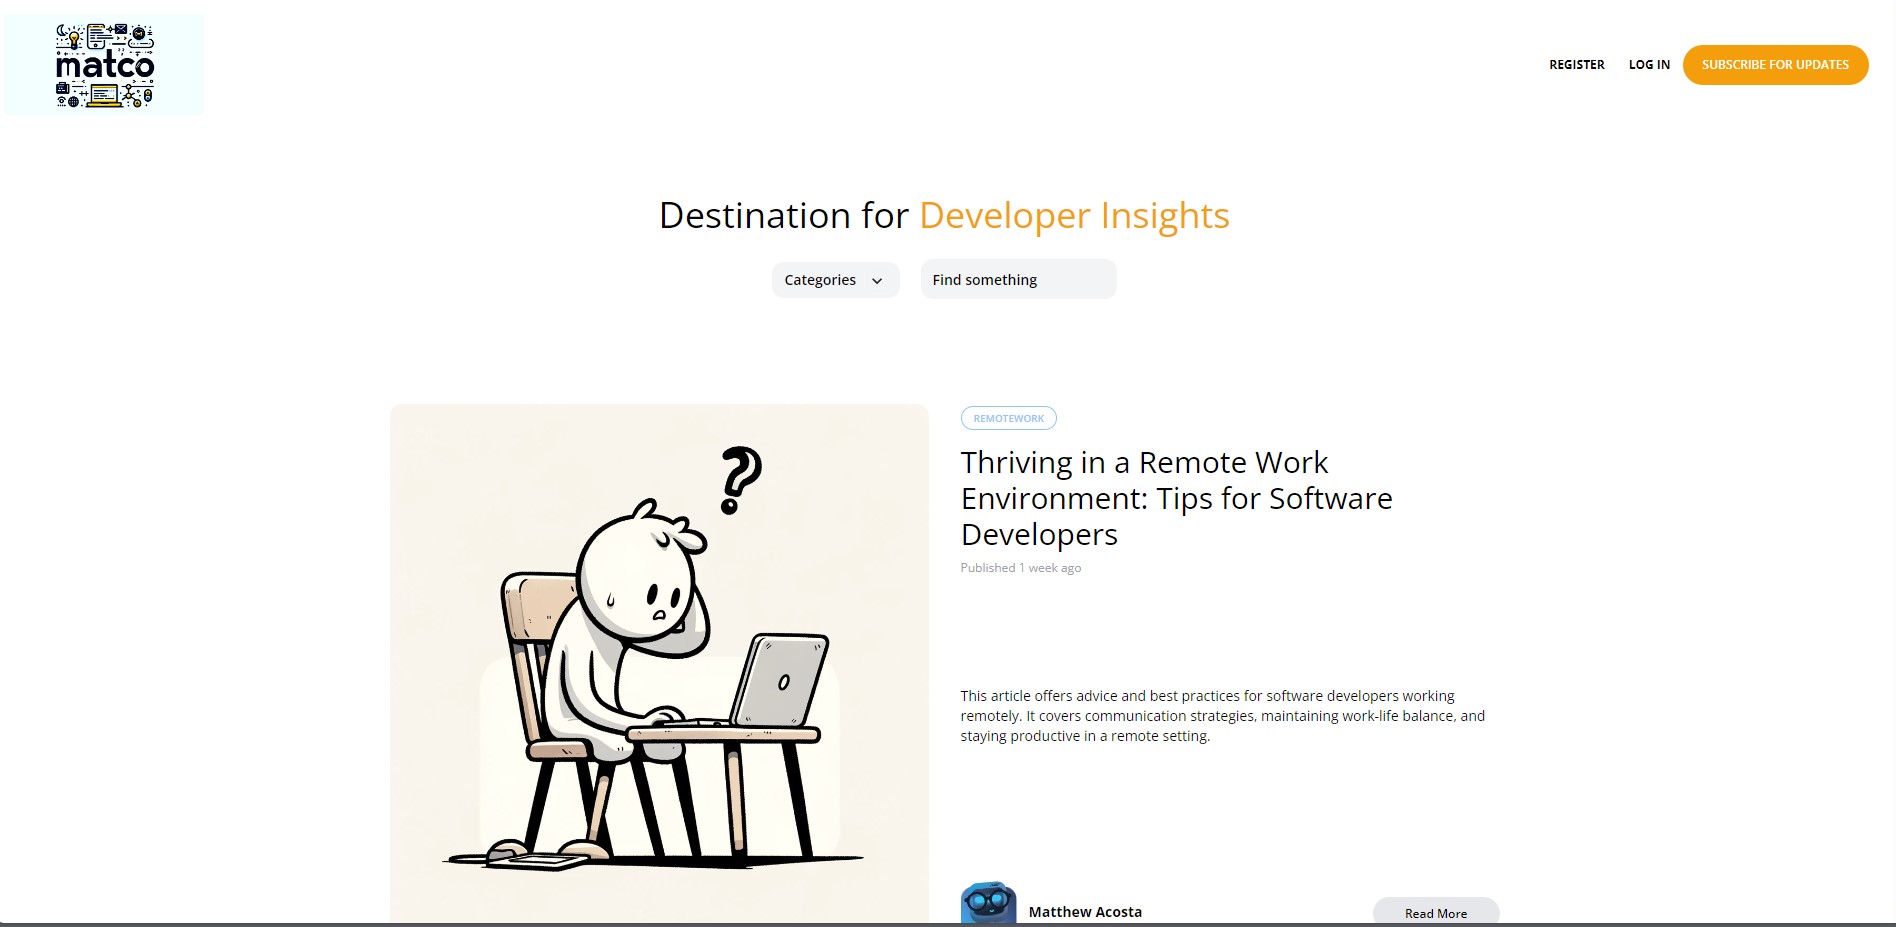 matco
REGISTER
LOG IN
SUBSCRIBE FOR UPDATES
Destination for Developer Insights
Categories
Find something
?
REMOTEWORK
Thriving in a Remote Work
Environment: Tips for Software
Developers
Published 1 week ago
This article offers advice and best practices for software developers working
remotely. It covers communication strategies, maintaining work-life balance, and
staying productive in a remote setting.
Matthew Acosta
Read More